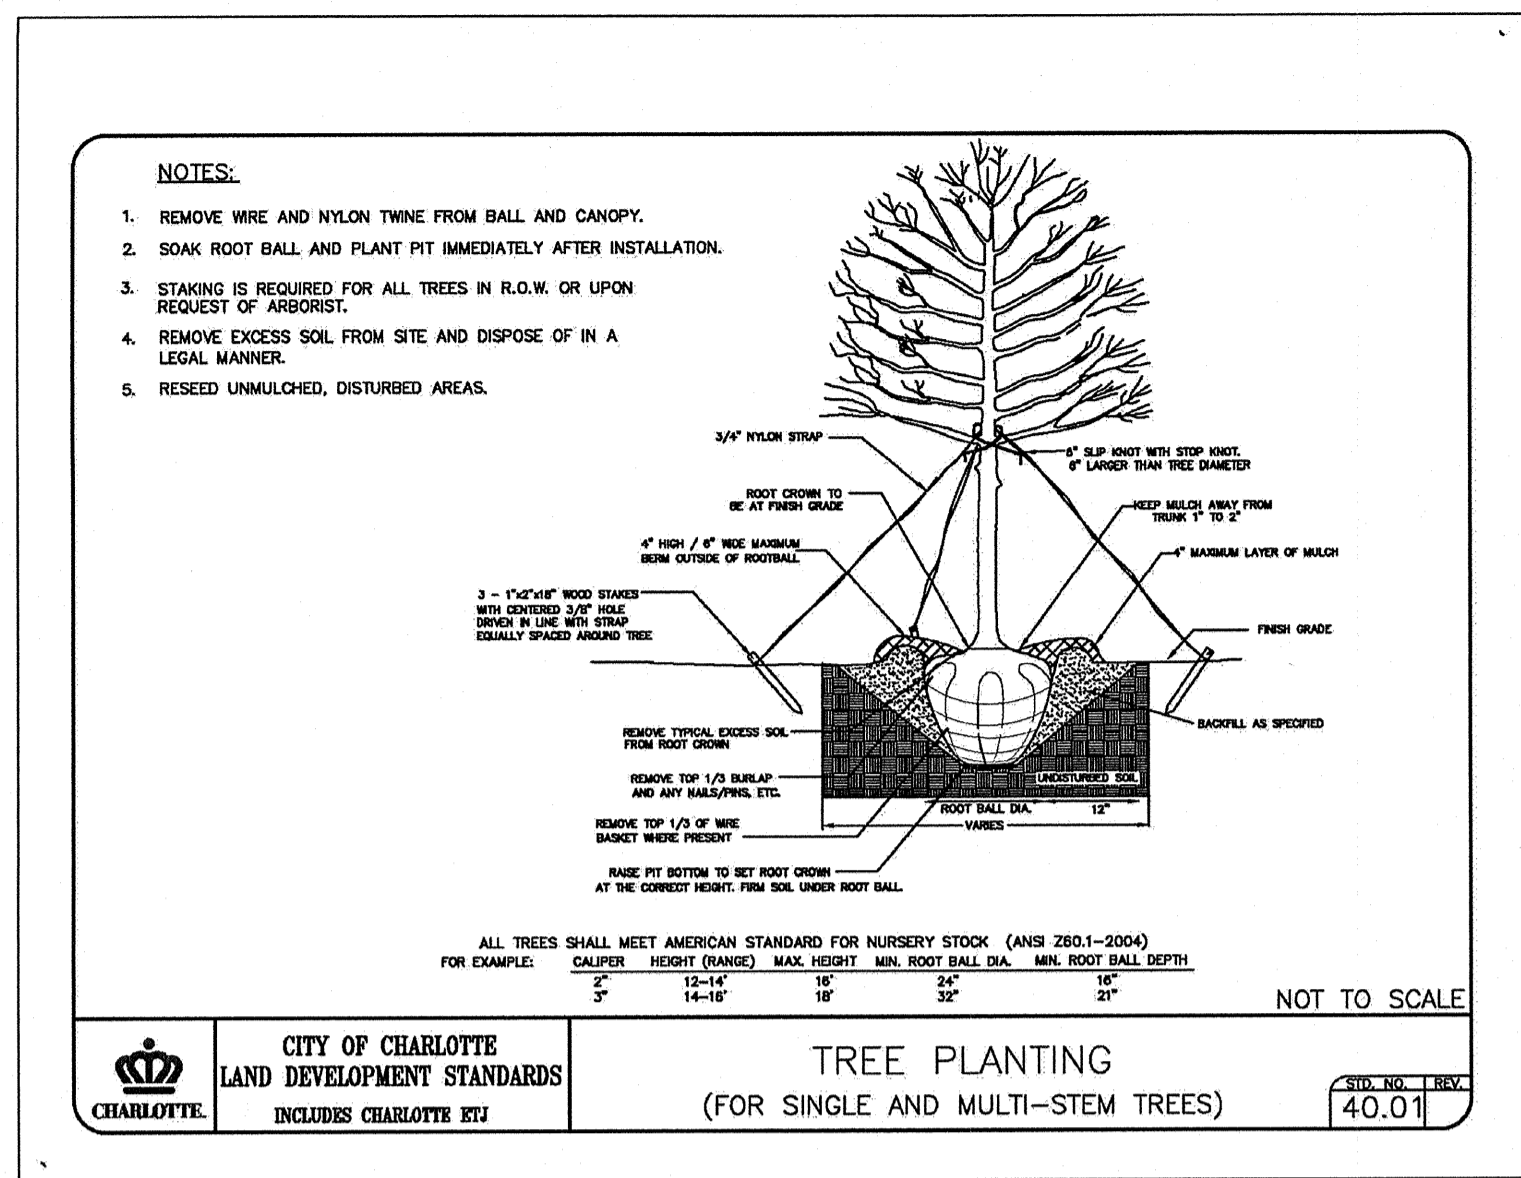 NOTES:
1. REMOVE WIRE AND NYLON TWINE FROM BALL AND CANOPY.
2. SOAK ROOT BALL AND PLANT PIT IMMEDIATELY AFTER INSTALLATION.
3. STAKING IS REQUIRED FOR ALL TREES IN R.O.W. OR UPON
REQUEST OF ARBORIST.
4. REMOVE EXCESS SOIL FROM SITE AND DISPOSE OF IN A
LEGAL MANNER.
5. RESEED UNMULCHED, DISTURBED AREAS.
3/4" NYLON STRAP
SLIP KNOT WITH STOP KNOT.
6" LARGER THAN TREE DIAMETER
ROOT CROWN TO
BE AT FINISH GRADE
KEEP MULCH AWAY FROM
TRUNK 1" TO 2"
4" HIGH / 6" WIDE MAXIMUM
BERM OUTSIDE OF ROOTBALL
4" MAXIMUM LAYER OF MULCH
3 - 1"x2"x18" WOOD STAKES
WITH CENTERED 3/8" HOLE
DRIVEN IN LINE WITH STRAP
EQUALLY SPACED AROUND TREE
FINISH GRADE
REMOVE TYPICAL EXCESS SOIL
FROM ROOT CROWN
BACKFILL AS SPECIFIED
REMOVE TOP 1/3 BURLAP
AND ANY NAILS/PINS, ETC.
UNDISTURBED SOIL
ROOT BALL DIA.
12"
VARIES
REMOVE TOP 1/3 OF WIRE
BASKET WHERE PRESENT
RAISE PIT BOTTOM TO SET ROOT CROWN
AT THE CORRECT HEIGHT. FIRM SOIL UNDER ROOT BALL.
ALL TREES SHALL MEET AMERICAN STANDARD FOR NURSERY STOCK (ANSI Z60.1-2004)
FOR EXAMPLE: CALIPER HEIGHT (RANGE) MAX. HEIGHT MIN. ROOT BALL DIA. MIN. ROOT BALL DEPTH
2" 12-14' 16' 24" 16"
3" 14-16' 18' 32" 21"
NOT TO SCALE
CHARLOTTE.
CITY OF CHARLOTTE
LAND DEVELOPMENT STANDARDS
INCLUDES CHARLOTTE ETJ
TREE PLANTING
(FOR SINGLE AND MULTI-STEM TREES)
STD. NO. REV.
40.01